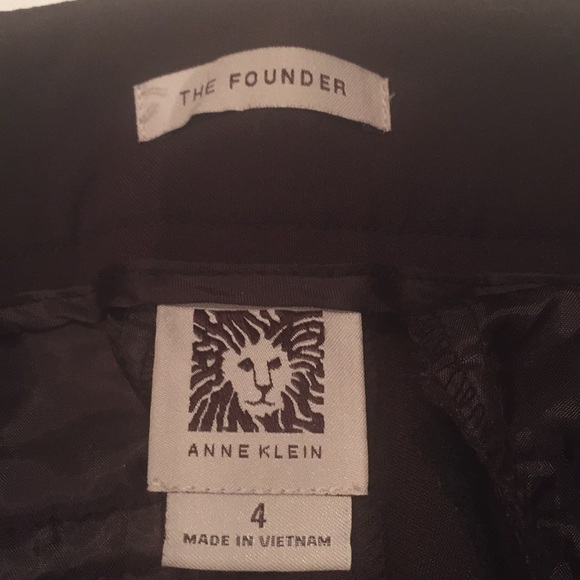 THE FOUNDER
ANNE KLEIN
4
MADE IN VIETNAM